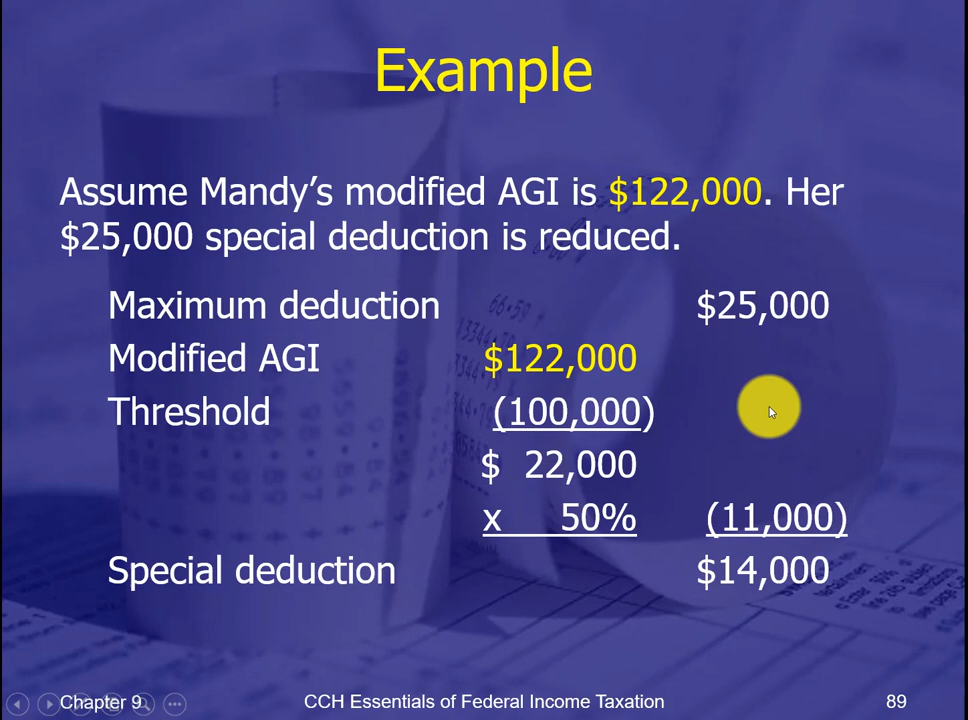 Example
Assume Mandy’s modified AGI is $122,000. Her
$25,000 special deduction is reduced.
Maximum deduction $25,000
Modified AGI $122,000
Threshold (100,000)
$ 22,000
x 50% (11,000)
Special deduction $14,000
Chapter 9 CCH Essentials of Federal Income Taxation 89